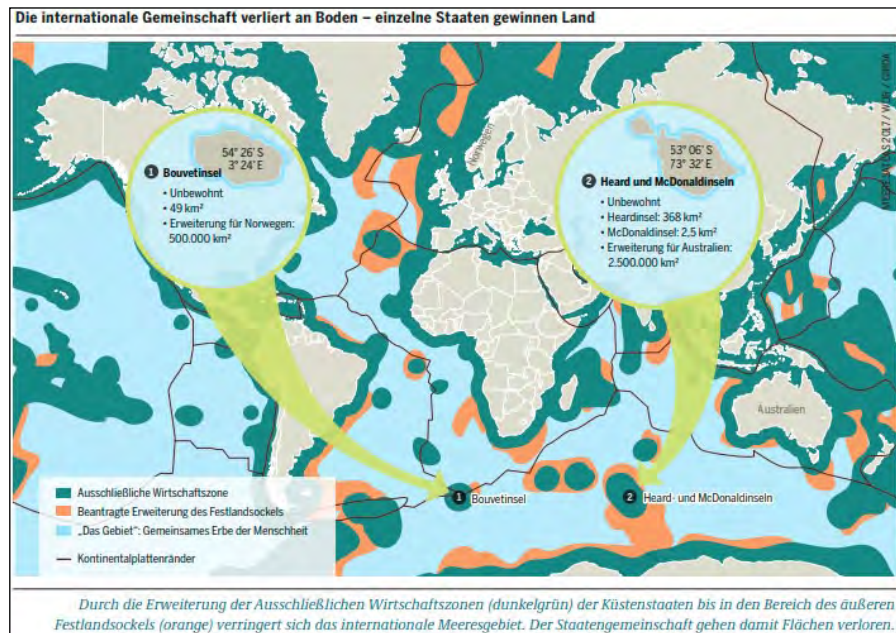 Die internationale Gemeinschaft verliert an Boden – einzelne Staaten gewinnen Land
54° 26' S
3° 24' E
1 Bouvetinsel
• Unbewohnt
• 49 km²
• Erweiterung für Norwegen:
500.000 km²
Norwegen
53° 06' S
73° 32' E
2 Heard und McDonaldinseln
• Unbewohnt
• Heardinsel: 368 km²
• McDonaldinsel: 2,5 km²
• Erweiterung für Australien:
2.500.000 km²
Australien
1 Bouvetinsel
2 Heard- und McDonaldinseln
Ausschließliche Wirtschaftszone
Beantragte Erweiterung des Festlandsockels
„Das Gebiet“: Gemeinsames Erbe der Menschheit
Kontinentalplattenränder
Durch die Erweiterung der Ausschließlichen Wirtschaftszonen (dunkelgrün) der Küstenstaaten bis in den Bereich des äußeren
Festlandsockels (orange) verringert sich das internationale Meeresgebiet. Der Staatengemeinschaft gehen damit Flächen verloren.